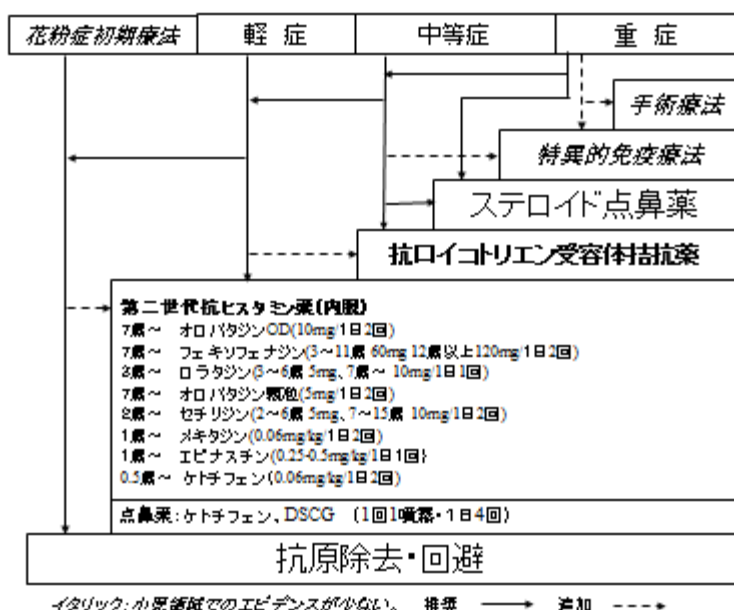 花粉症初期療法 軽症 中等症 重症
手術療法
特異的免疫療法
ステロイド点鼻薬
抗ロイコトリエン受容体拮抗薬
第二世代抗ヒスタミン薬(内服)
7歳～ オロパタジンOD(10mg/1日2回)
7歳～ フェキソフェナジン(3～11歳 60mg 12歳以上120mg/1日2回)
3歳～ ロラタジン(3～6歳 5mg、7歳～ 10mg/1日1回)
7歳～ オロパタジン顆粒(5mg/1日2回)
2歳～ セチリジン(2～6歳 5mg、7～15歳 10mg/1日2回)
1歳～ メキタジン(0.06mg/kg/1日2回)
1歳～ エピナスチン(0.25-0.5mg/kg/1日1回)
0.5歳～ ケトチフェン(0.06mg/kg/1日2回)
点鼻薬:ケトチフェン、DSCG (1回1噴霧・1日4回)
抗原除去・回避
イタリック:小児領域でのエビデンスが少ない。 推奨 追加